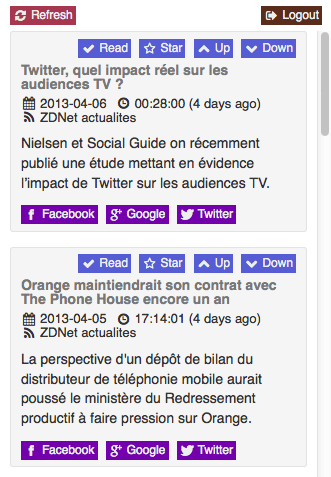 Refresh Logout
Read Star Up Down
Twitter, quel impact réel sur les
audiences TV ?
2013-04-06 00:28:00 (4 days ago)
ZDNet actualites
Nielsen et Social Guide on récemment
publié une étude mettant en évidence
l'impact de Twitter sur les audiences TV.
Facebook Google Twitter
Read Star Up Down
Orange maintiendrait son contrat avec
The Phone House encore un an
2013-04-05 17:14:01 (4 days ago)
ZDNet actualites
La perspective d'un dépôt de bilan du
distributeur de téléphonie mobile aurait
poussé le ministère du Redressement
productif à faire pression sur Orange.
Facebook Google Twitter